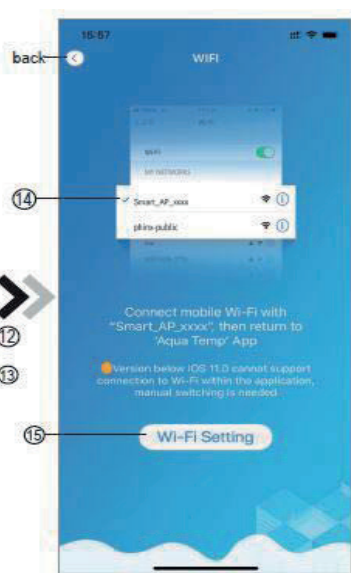 15:57
back
WIFI
⑭
✓ Smart_AP_xxxx
phinx-public
⑫
Connect mobile Wi-Fi with
"Smart_AP_xxxx", then return to
'Aqua Temp' App
⑬
Version below iOS 11.0 cannot support
connection to Wi-Fi within the application,
manual switching is needed
⑮
Wi-Fi Setting